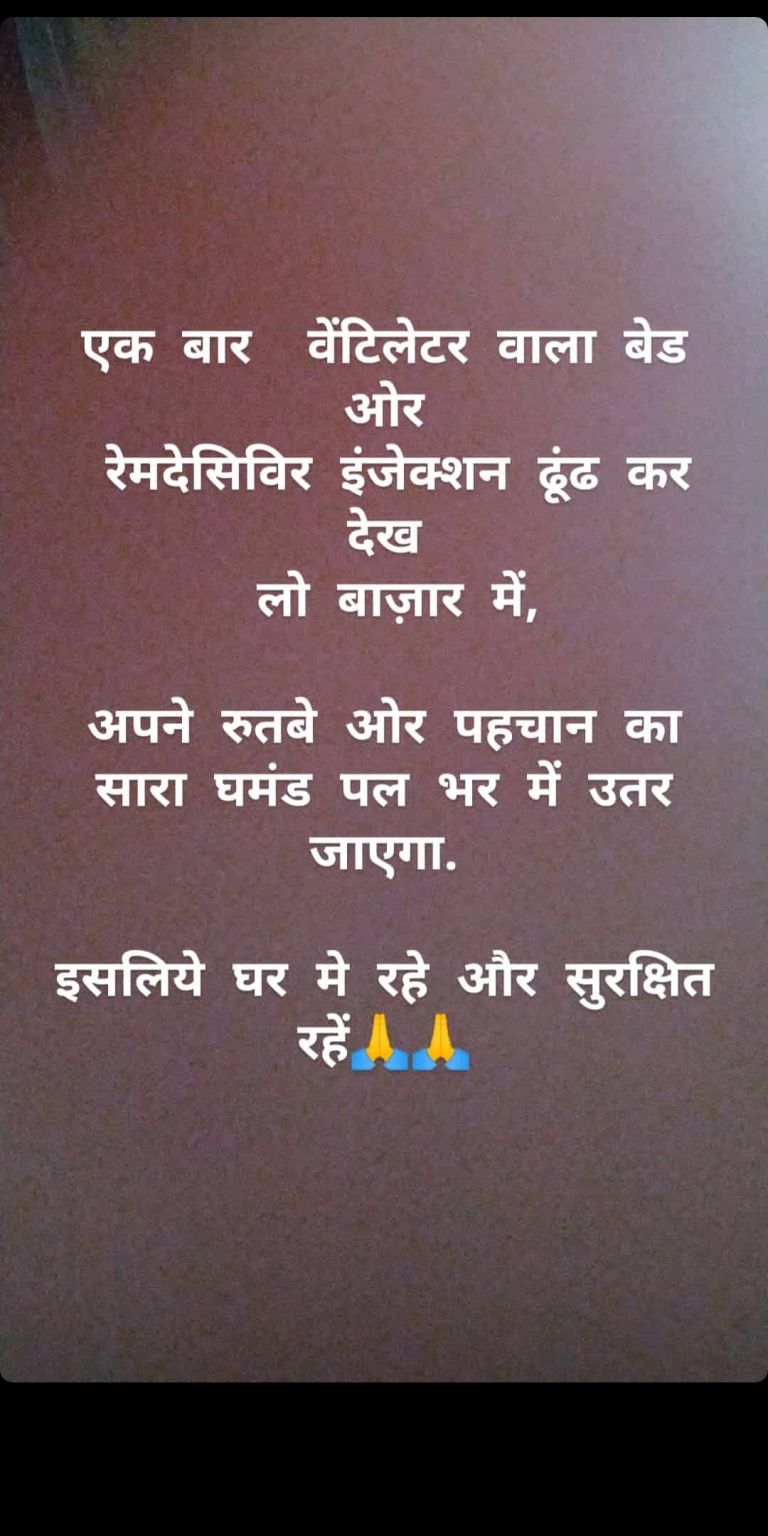 एक बार वेंटिलेटर वाला बेड
ओर
रेमदेसिविर इंजेक्शन ढूंढ कर
देख
लो बाज़ार में,
अपने रुतबे ओर पहचान का
सारा घमंड पल भर में उतर
जाएगा.
इसलिये घर मे रहे और सुरक्षित
रहें🙏🙏